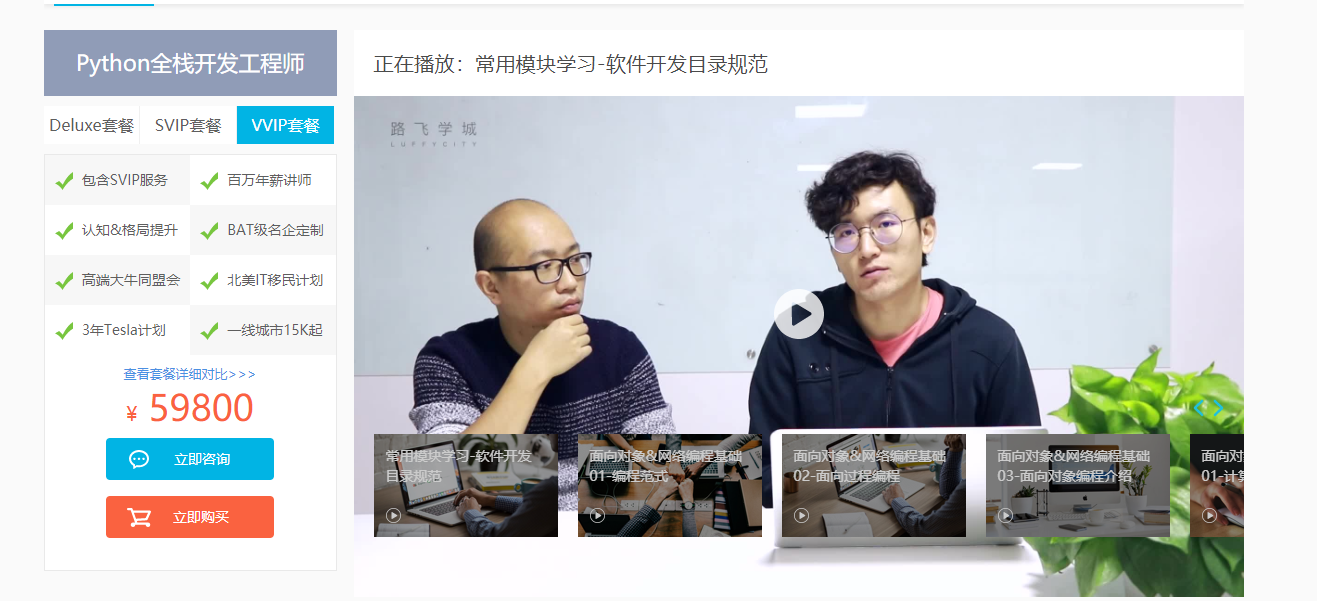 Python全栈开发工程师
Deluxe套餐
SVIP套餐
VVIP套餐
包含SVIP服务
百万年薪讲师
认知&格局提升
BAT级名企定制
高端大牛同盟会
北美IT移民计划
3年Tesla计划
一线城市15K起
查看套餐详细对比>>>
¥ 59800
立即咨询
立即购买
正在播放：常用模块学习-软件开发目录规范
路飞学城
LUFFYCITY
常用模块学习-软件开发
目录规范
面向对象&网络编程基础
01-编程范式
面向对象&网络编程基础
02-面向过程编程
面向对象&网络编程基础
03-面向对象编程介绍
面向对
01-计算